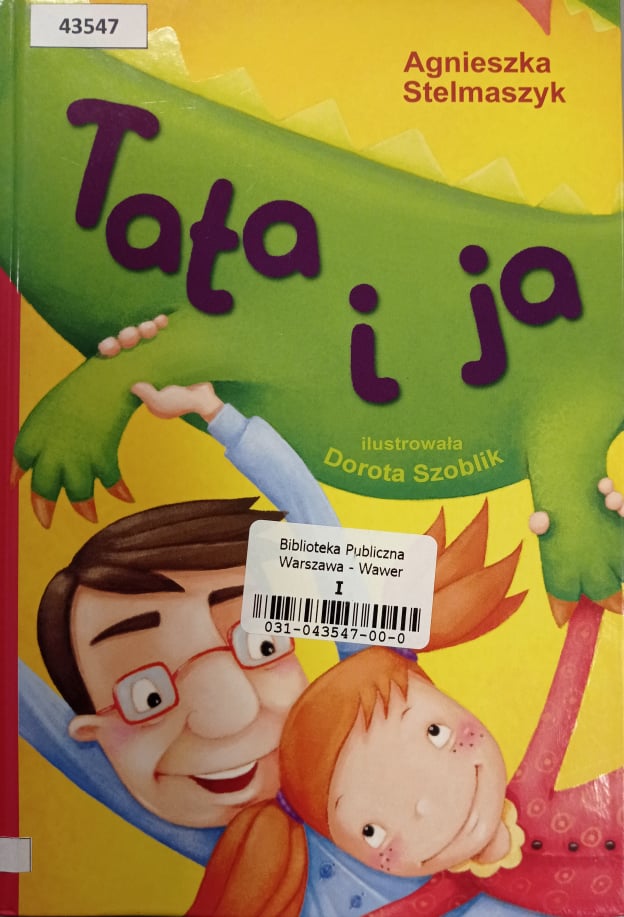 43547
Agnieszka
Stelmaszyk
Tata i ja
ilustrowała
Dorota Szoblik
Biblioteka Publiczna
Warszawa - Wawer
I
031-043547-00-0